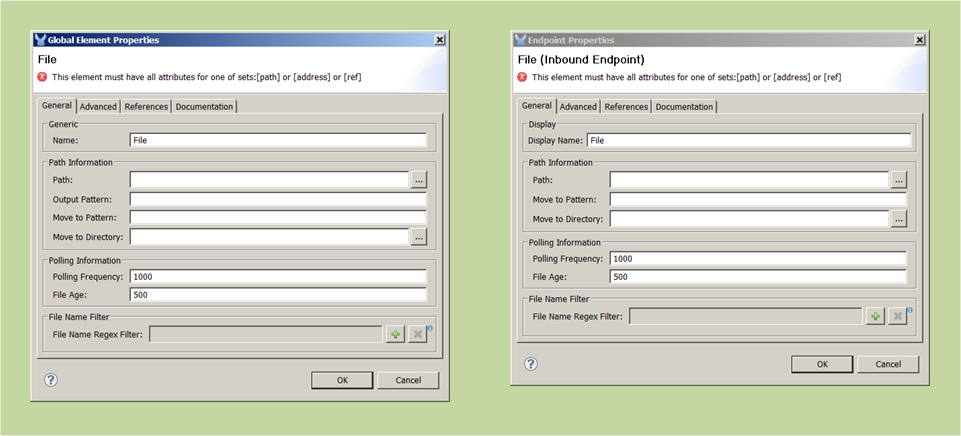 Global Element Properties
File
This element must have all attributes for one of sets:[path] or [address] or [ref]
General Advanced References Documentation
Generic
Name: File
Path Information
Path: ...
Output Pattern:
Move to Pattern:
Move to Directory: ...
Polling Information
Polling Frequency: 1000
File Age: 500
File Name Filter
File Name Regex Filter:
OK Cancel
Endpoint Properties
File (Inbound Endpoint)
This element must have all attributes for one of sets:[path] or [address] or [ref]
General Advanced References Documentation
Display
Display Name: File
Path Information
Path: ...
Move to Pattern:
Move to Directory: ...
Polling Information
Polling Frequency: 1000
File Age: 500
File Name Filter
File Name Regex Filter:
OK Cancel